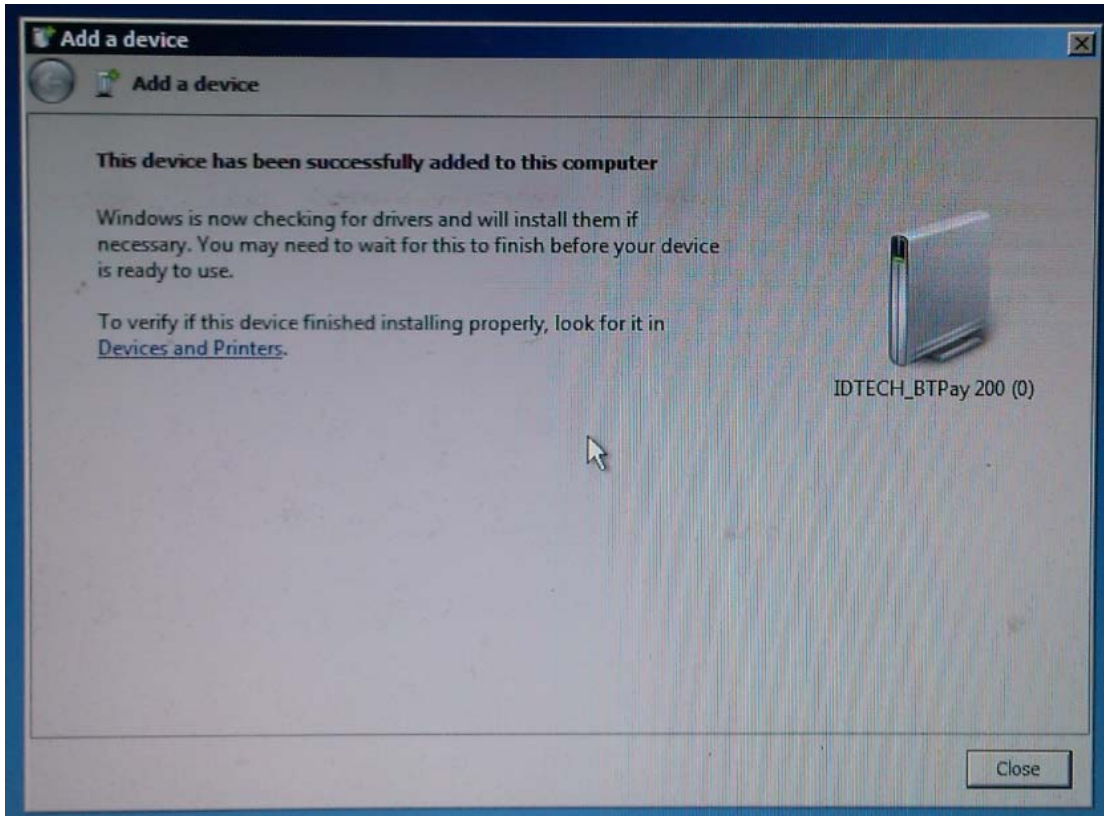 Add a device
Add a device
This device has been successfully added to this computer
Windows is now checking for drivers and will install them if
necessary. You may need to wait for this to finish before your device
is ready to use.
To verify if this device finished installing properly, look for it in
Devices and Printers.
IDTECH_BTPay 200 (0)
Close